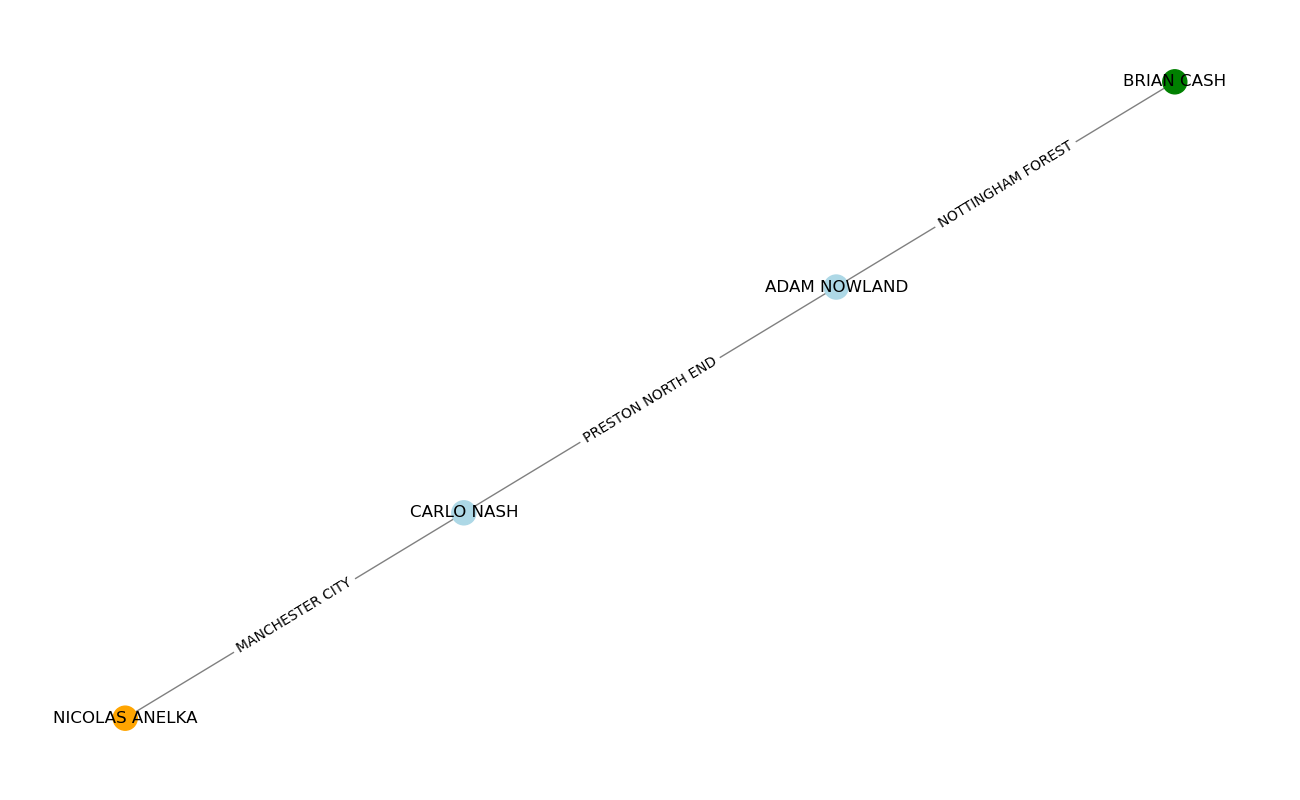 BRIAN CASH
NOTTINGHAM FOREST
ADAM NOWLAND
PRESTON NORTH END
CARLO NASH
MANCHESTER CITY
NICOLAS ANELKA